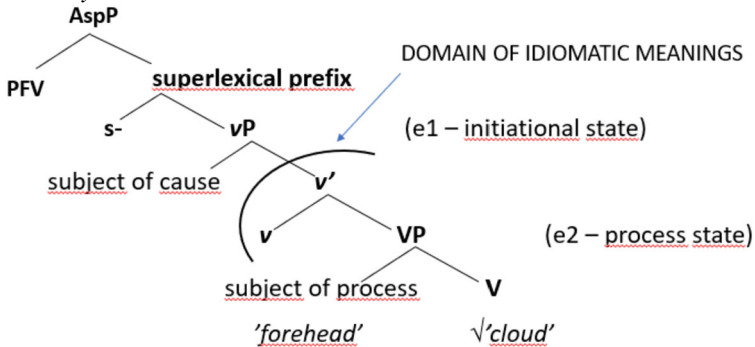 AspP
DOMAIN OF IDIOMATIC MEANINGS
PFV
superlexical prefix
s-
vP
(e1 – initiational state)
subject of cause
v’
v
VP
(e2 – process state)
subject of process
V
’forehead’
√’cloud’